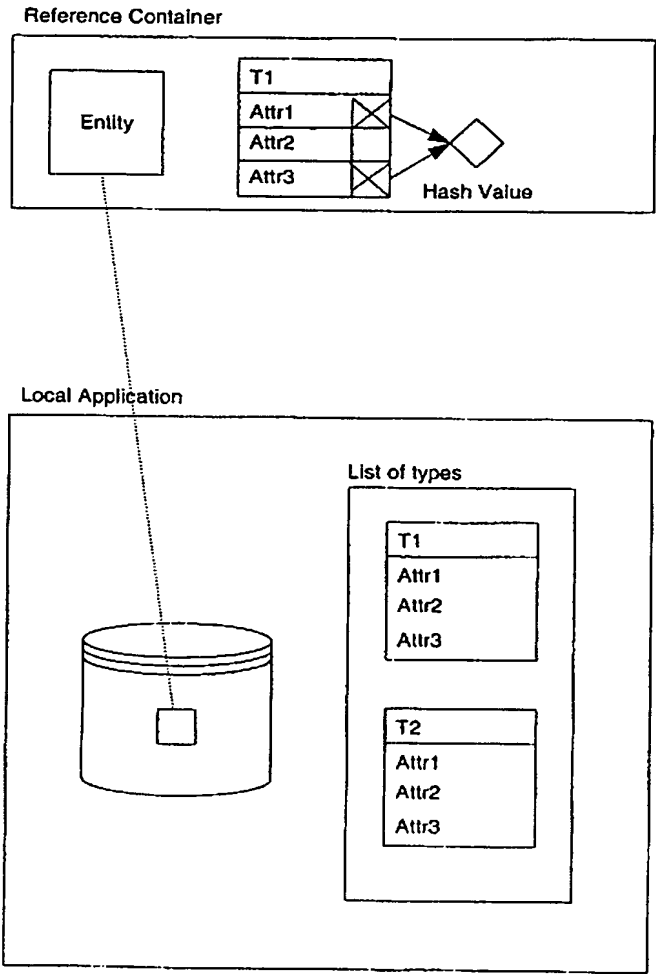 Reference Container
Entity
T1
Attr1
Attr2
Attr3
Hash Value
Local Application
List of types
T1
Attr1
Attr2
Attr3
T2
Attr1
Attr2
Attr3